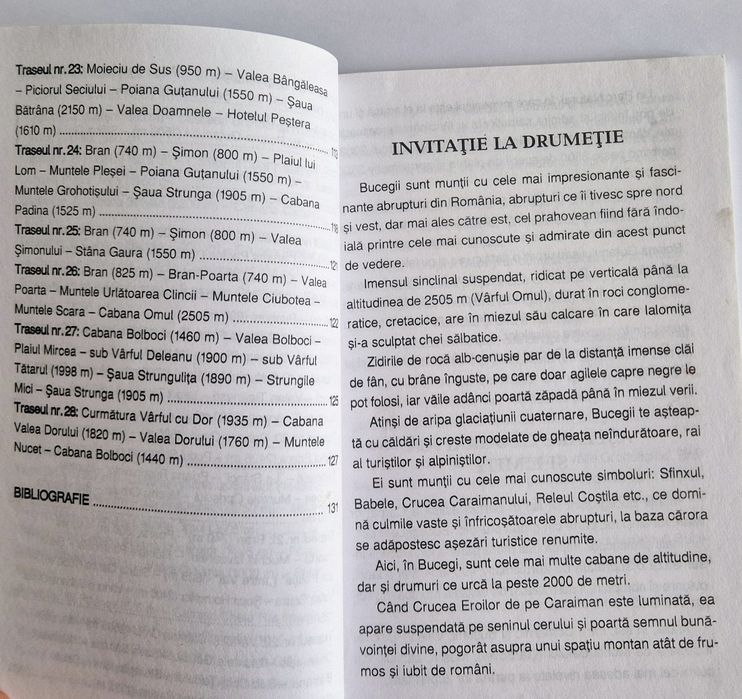 Traseul nr. 23: Moieciu de Sus (950 m) – Valea Bângăleasa
– Piciorul Seciului – Poiana Guțanului (1550 m) – Șaua
Bătrâna (2150 m) – Valea Doamnele – Hotelul Peștera
(1610 m) ........................................
Traseul nr. 24: Bran (740 m) – Șimon (800 m) – Plaiul lui
Lom – Muntele Pleșei – Poiana Guțanului (1550 m) –
Muntele Grohotișului – Șaua Strunga (1905 m) – Cabana
Padina (1525 m) ........................................ 118
Traseul nr. 25: Bran (740 m) – Șimon (800 m) – Valea
Șimonului – Stâna Gaura (1550 m) ........................ 121
Traseul nr. 26: Bran (825 m) – Bran-Poarta (740 m) – Valea
Poarta – Muntele Urlătoarea Clincii – Muntele Ciubotea –
Muntele Scara – Cabana Omul (2505 m) .................... 122
Traseul nr. 27: Cabana Bolboci (1460 m) – Valea Bolboci –
Plaiul Mircea – sub Vârful Deleanu (1900 m) – sub Vârful
Tătarul (1998 m) – Șaua Strungulița (1890 m) – Strungile
Mici – Șaua Strunga (1905 m) ........................ 125
Traseul nr. 28: Curmătura Vârful cu Dor (1935 m) – Cabana
Valea Dorului (1820 m) – Valea Dorului (1760 m) – Muntele
Nucet – Cabana Bolboci (1440 m) ........................ 127
BIBLIOGRAFIE ........................................ 131
INVITAŢIE LA DRUMEŢIE
Bucegii sunt munții cu cele mai impresionante și fasci-
nante abrupturi din România, abrupturi ce îi tivesc spre nord
și vest, dar mai ales către est, cel prahovean fiind fără îndo-
ială printre cele mai cunoscute și admirate din acest punct
de vedere.
Imensul sinclinal suspendat, ridicat pe verticală până la
altitudinea de 2505 m (Vârful Omul), durat în roci conglome-
ratice, cretacice, are în miezul său calcare în care Ialomița
și-a sculptat chei sălbatice.
Zidirile de rocă alb-cenușie par de la distanță imense clăi
de fân, cu brâne înguste, pe care doar agilele capre negre le
pot folosi, iar văile adânci poartă zăpadă până în miezul verii.
Atinși de aripa glaciațiunii cuaternare, Bucegii te așteap-
tă cu căldări și creste modelate de gheața neîndurătoare, rai
al turiștilor și alpiniștilor.
Ei sunt munții cu cele mai cunoscute simboluri: Sfinxul,
Babele, Crucea Caraimanului, Releul Coștila etc., ce domi-
nă culmile vaste și înfricoșătoarele abrupturi, la baza cărora
se adăpostesc așezări turistice renumite.
Aici, în Bucegi, sunt cele mai multe cabane de altitudine,
dar și drumuri ce urcă la peste 2000 de metri.
Când Crucea Eroilor de pe Caraiman este luminată, ea
apare suspendată pe seninul cerului și poartă semnul bună-
voinței divine, pogorât asupra unui spațiu montan atât de fru-
mos și iubit de români.